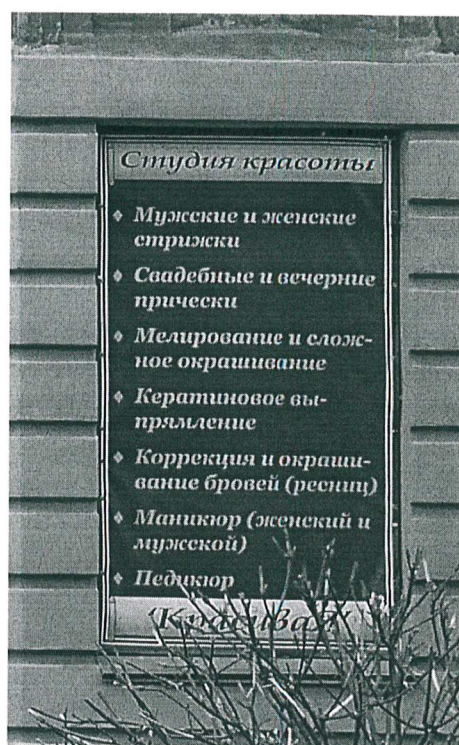 Студия красоты
Мужские и женские
стрижки
Свадебные и вечерние
прически
Мелирование и слож-
ное окрашивание
Кератиновое вы-
прямление
Коррекция и окраши-
вание бровей (ресниц)
Маникюр (женский и
мужской)
Педикюр
Красивая